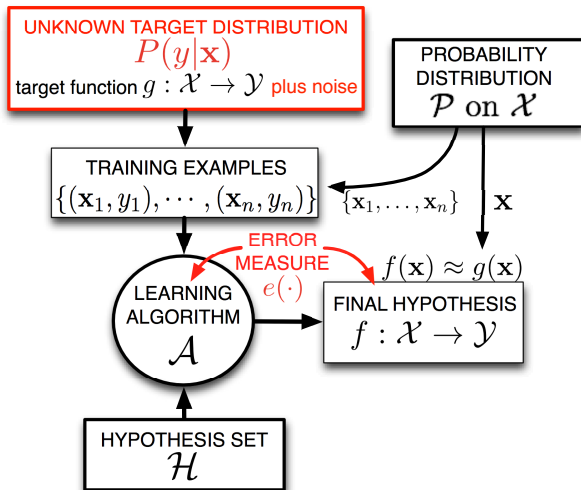 UNKNOWN TARGET DISTRIBUTION
P(y|x)
target function g : 𝒳 → 𝒴 plus noise
PROBABILITY
DISTRIBUTION
𝒫 on 𝒳
TRAINING EXAMPLES
{(x₁, y₁), ⋯ , (xₙ, yₙ)}
{x₁, . . . , xₙ}
x
ERROR
MEASURE
e(·)
f(x) ≈ g(x)
LEARNING
ALGORITHM
𝒜
FINAL HYPOTHESIS
f : 𝒳 → 𝒴
HYPOTHESIS SET
ℋ